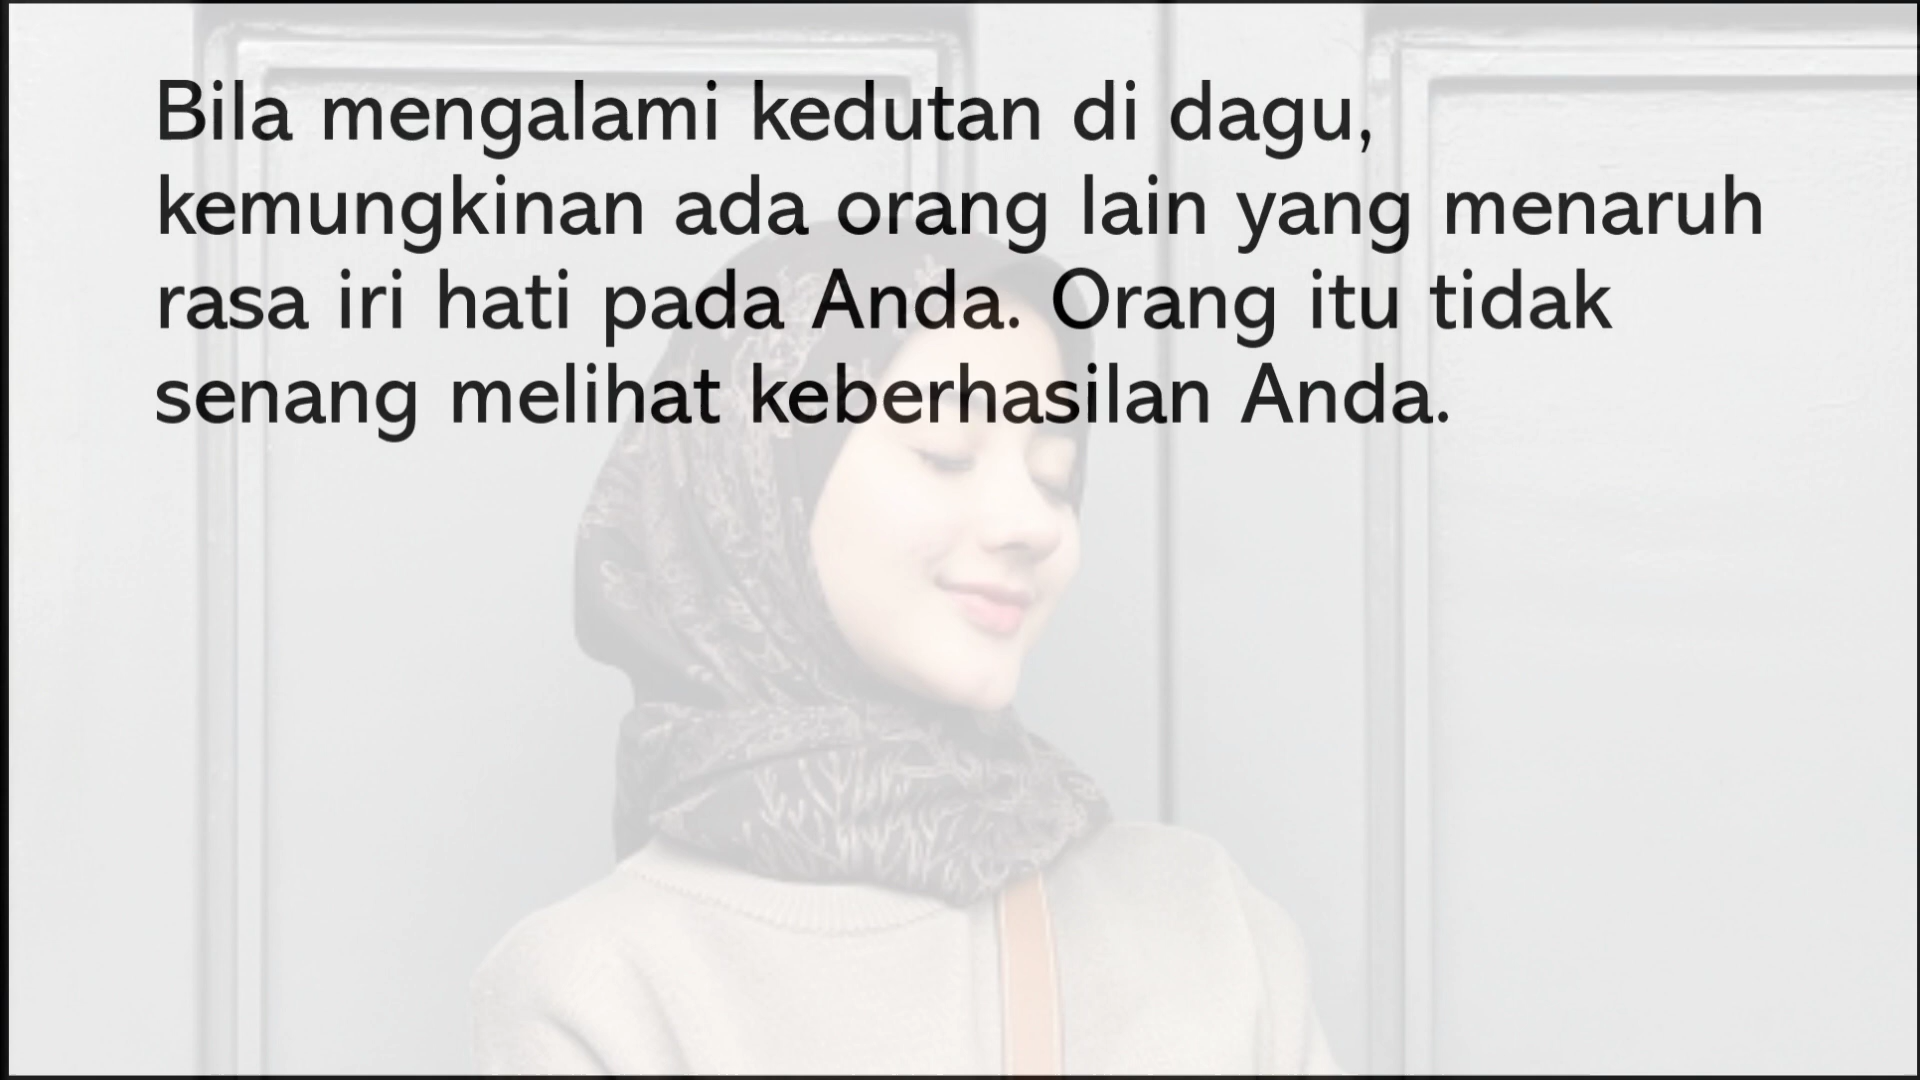 Bila mengalami kedutan di dagu,
kemungkinan ada orang lain yang menaruh
rasa iri hati pada Anda. Orang itu tidak
senang melihat keberhasilan Anda.